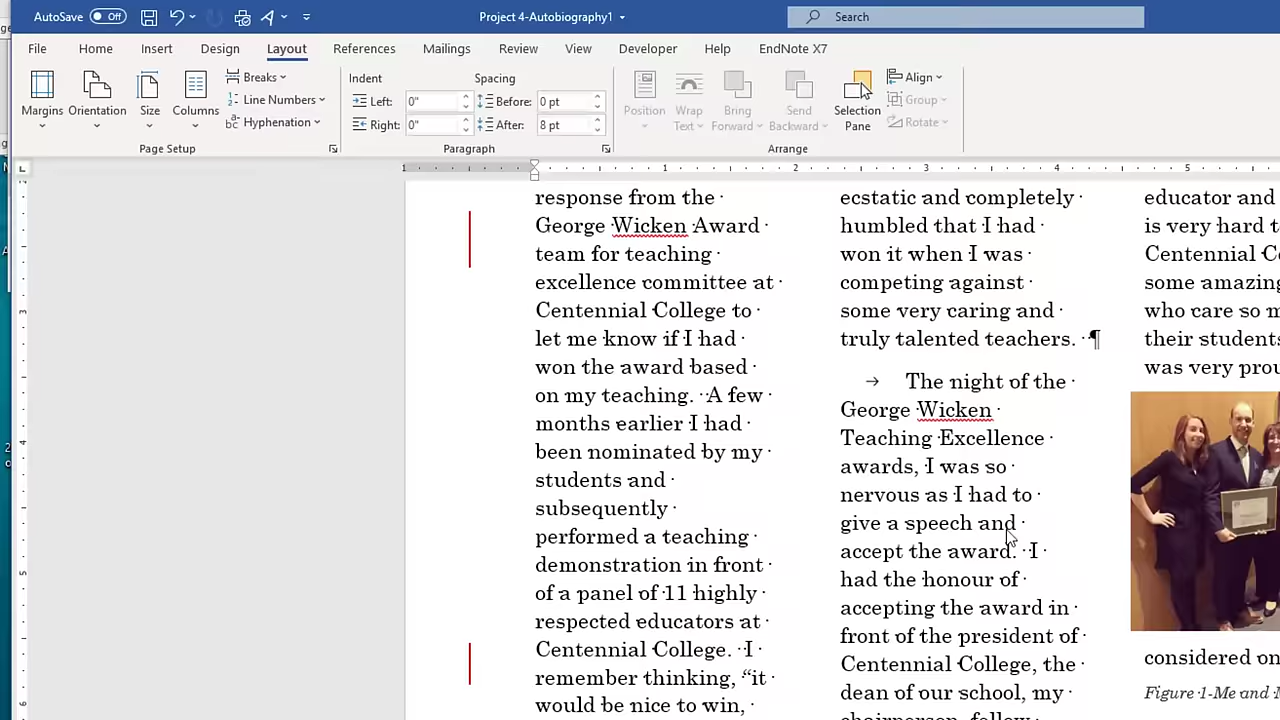 AutoSave Off
Project 4-Autobiography1
Search
File Home Insert Design Layout References Mailings Review View Developer Help EndNote X7
Margins
Orientation
Size
Columns
Breaks
Line Numbers
Hyphenation
Page Setup
Indent
Left: 0"
Right: 0"
Spacing
Before: 0 pt
After: 8 pt
Paragraph
Position
Wrap Text
Bring Forward
Send Backward
Selection Pane
Align
Group
Rotate
Arrange
1 1 2 3 4 5
response from the
George Wicken Award
team for teaching
excellence committee at
Centennial College to
let me know if I had
won the award based
on my teaching. A few
months earlier I had
been nominated by my
students and
subsequently
performed a teaching
demonstration in front
of a panel of 11 highly
respected educators at
Centennial College. I
remember thinking, “it
would be nice to win,
ecstatic and completely
humbled that I had
won it when I was
competing against
some very caring and
truly talented teachers. ¶
→ The night of the
George Wicken
Teaching Excellence
awards, I was so
nervous as I had to
give a speech and
accept the award. I
had the honour of
accepting the award in
front of the president of
Centennial College, the
dean of our school, my
chairperson, fellow
educator and
is very hard t
Centennial Co
some amazing
who care so m
their students
was very prou
considered on
Figure 1-Me and M